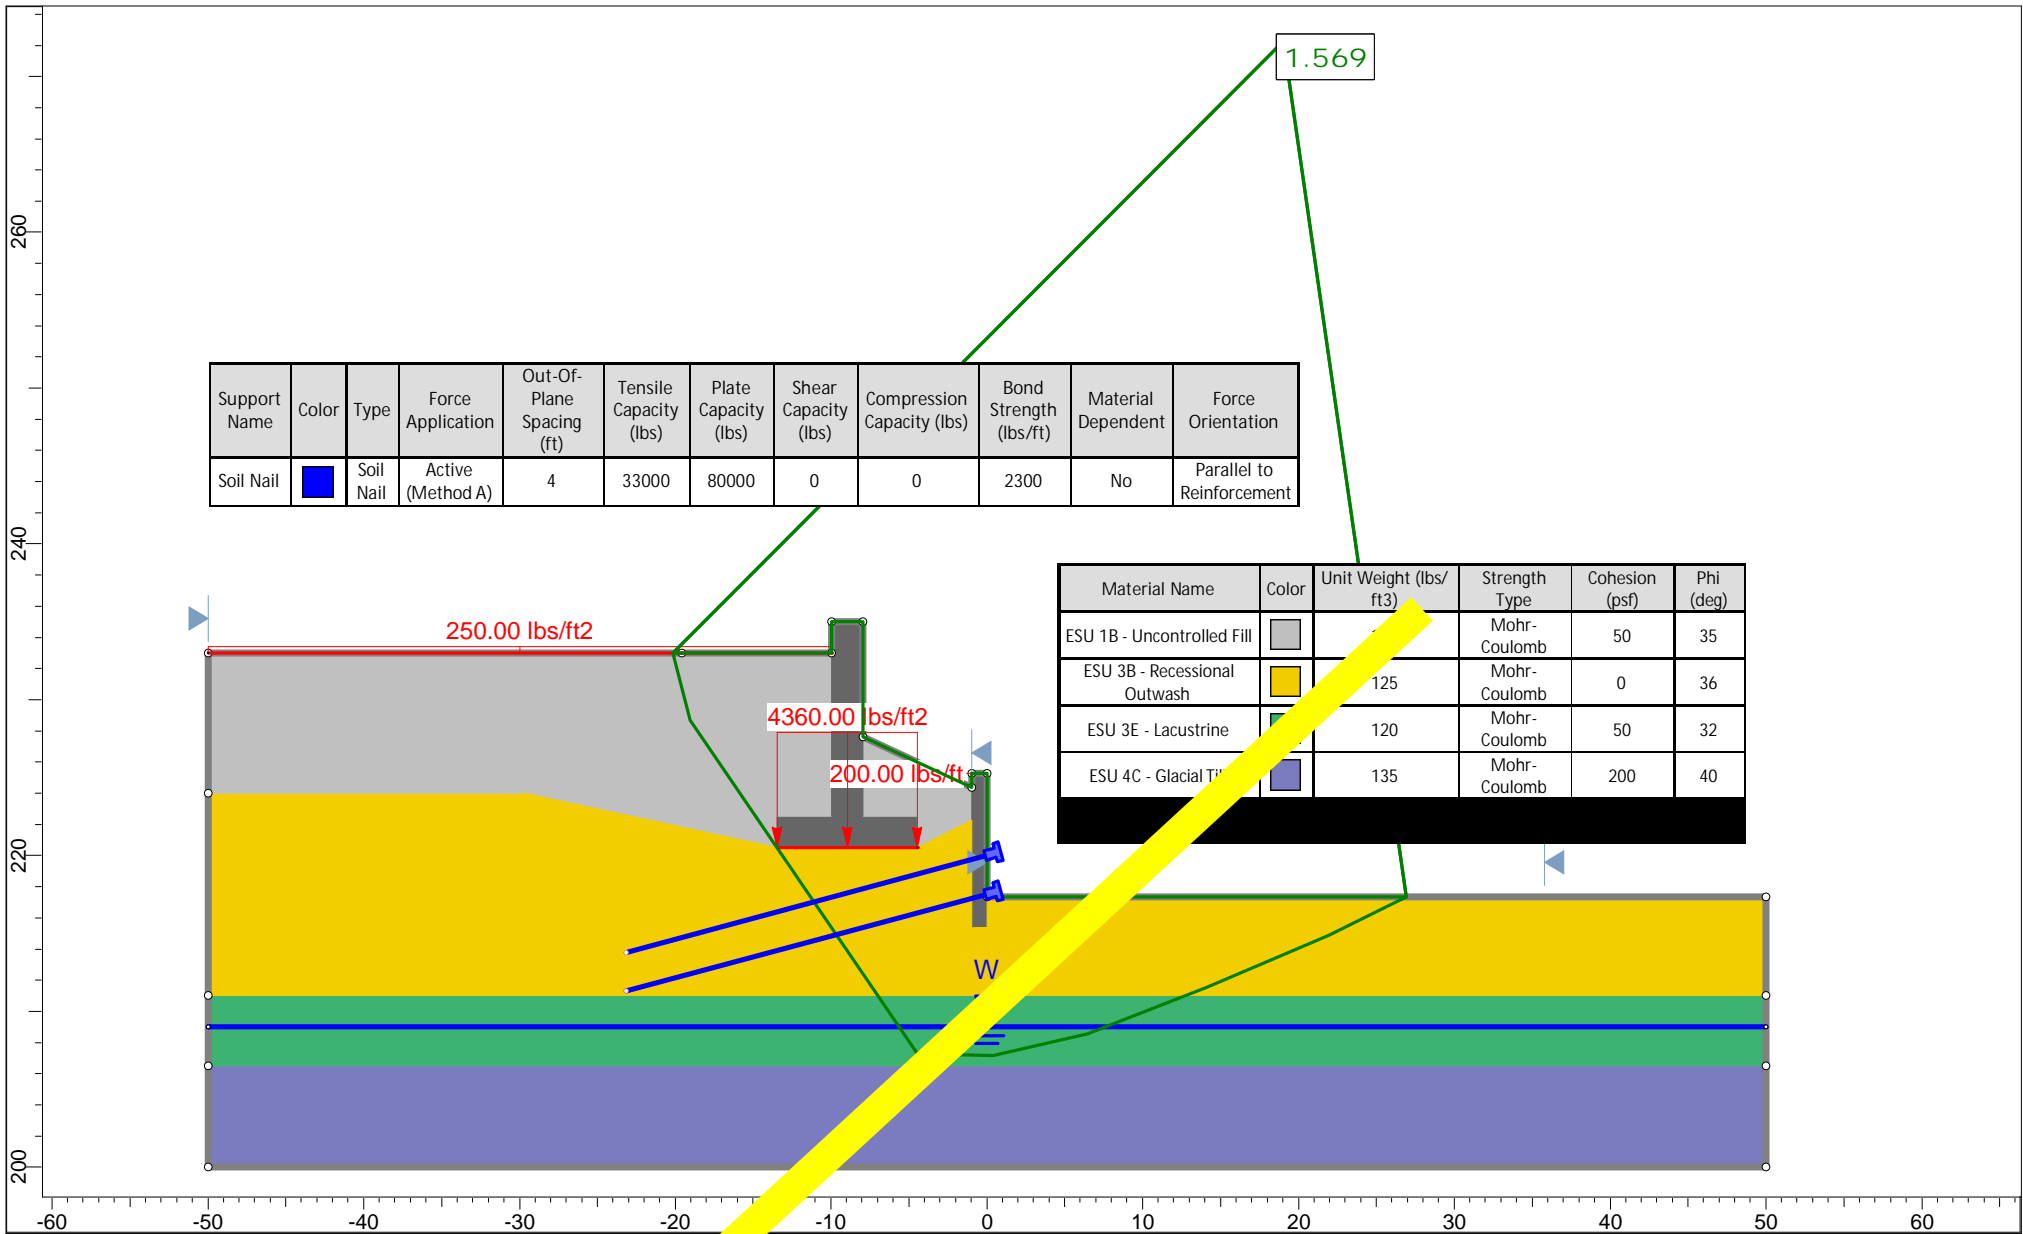 1.569
260
240
220
200
Support Name Color Type Force Application Out-Of-Plane Spacing (ft) Tensile Capacity (lbs) Plate Capacity (lbs) Shear Capacity (lbs) Compression Capacity (lbs) Bond Strength (lbs/ft) Material Dependent Force Orientation
Soil Nail Soil Nail Active (Method A) 4 33000 80000 0 0 2300 No Parallel to Reinforcement
Material Name Color Unit Weight (lbs/ft3) Strength Type Cohesion (psf) Phi (deg)
ESU 1B - Uncontrolled Fill Mohr-Coulomb 50 35
ESU 3B - Recessional Outwash 125 Mohr-Coulomb 0 36
ESU 3E - Lacustrine 120 Mohr-Coulomb 50 32
ESU 4C - Glacial 135 Mohr-Coulomb 200 40
250.00 lbs/ft2
4360.00 lbs/ft2
200.00 lbs/ft
W
-60 -50 -40 -30 -20 -10 0 10 20 30 40 50 60